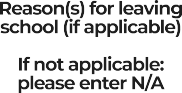 Reason(s) for leaving
school (if applicable)
If not applicable:
please enter N/A